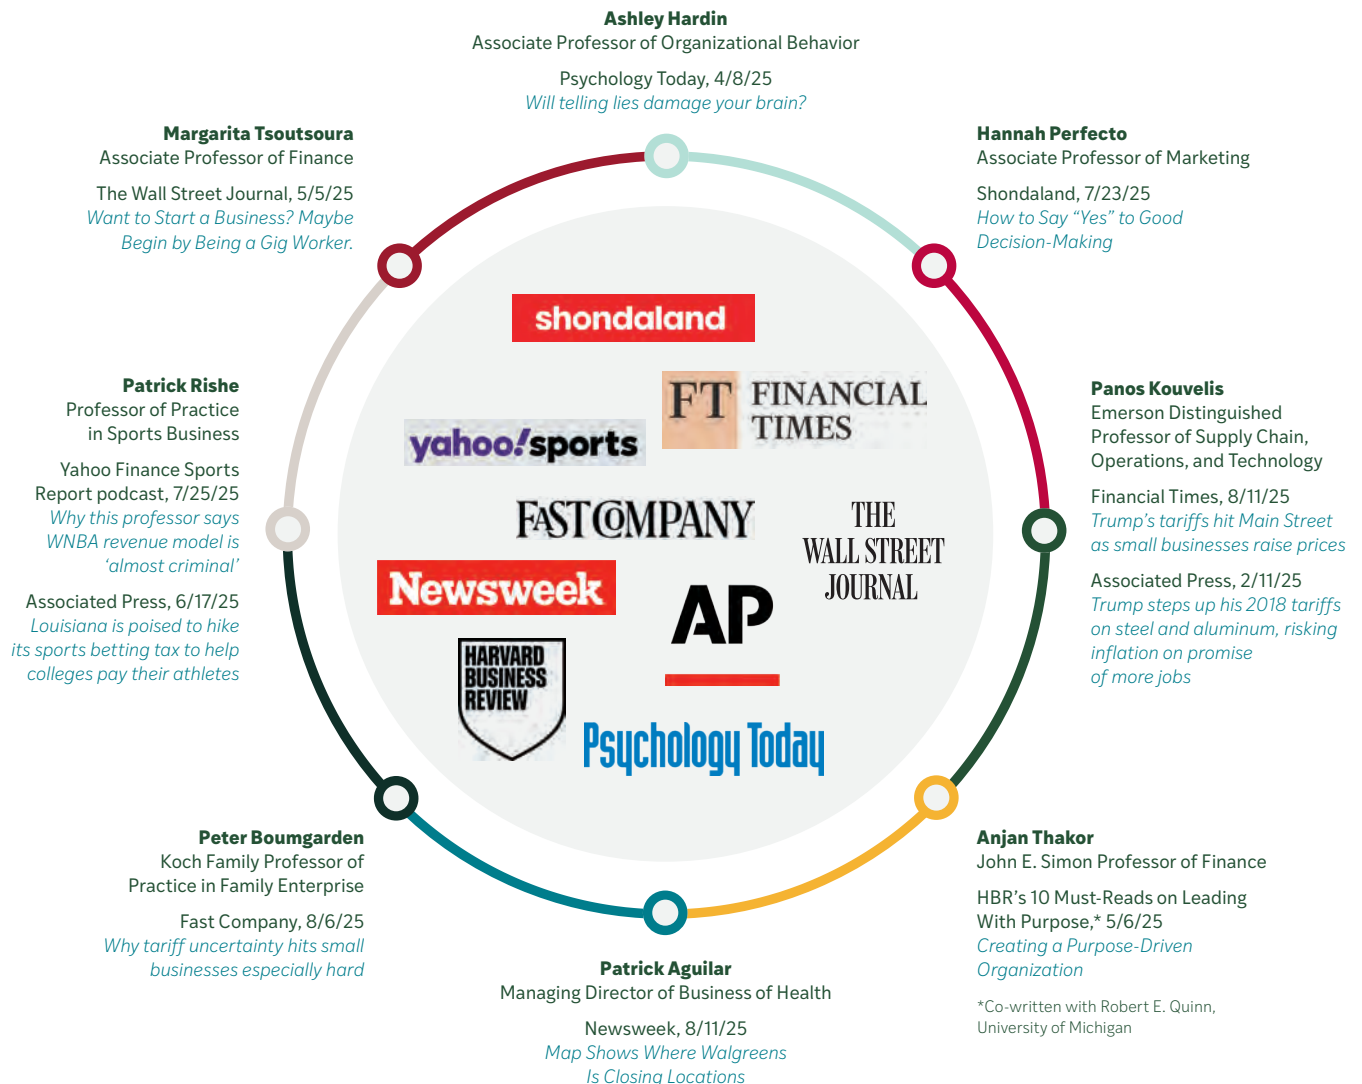 Ashley Hardin
Associate Professor of Organizational Behavior
Psychology Today, 4/8/25
Will telling lies damage your brain?
Margarita Tsoutsoura
Associate Professor of Finance
The Wall Street Journal, 5/5/25
Want to Start a Business? Maybe
Begin by Being a Gig Worker.
Hannah Perfecto
Associate Professor of Marketing
Shondaland, 7/23/25
How to Say “Yes” to Good
Decision-Making
Patrick Rishe
Professor of Practice
in Sports Business
Yahoo Finance Sports
Report podcast, 7/25/25
Why this professor says
WNBA revenue model is
‘almost criminal’
Associated Press, 6/17/25
Louisiana is poised to hike
its sports betting tax to help
colleges pay their athletes
shondaland
FT FINANCIAL
TIMES
yahoo!sports
FAST COMPANY
THE
WALL STREET
JOURNAL
Newsweek
AP
HARVARD
BUSINESS
REVIEW
Psychology Today
Panos Kouvelis
Emerson Distinguished
Professor of Supply Chain,
Operations, and Technology
Financial Times, 8/11/25
Trump’s tariffs hit Main Street
as small businesses raise prices
Associated Press, 2/11/25
Trump steps up his 2018 tariffs
on steel and aluminum, risking
inflation on promise
of more jobs
Peter Boumgarden
Koch Family Professor of
Practice in Family Enterprise
Fast Company, 8/6/25
Why tariff uncertainty hits small
businesses especially hard
Patrick Aguilar
Managing Director of Business of Health
Newsweek, 8/11/25
Map Shows Where Walgreens
Is Closing Locations
Anjan Thakor
John E. Simon Professor of Finance
HBR’s 10 Must-Reads on Leading
With Purpose,* 5/6/25
Creating a Purpose-Driven
Organization
*Co-written with Robert E. Quinn,
University of Michigan